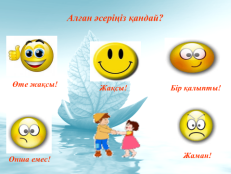 Алған әсеріңіз қандай?
Өте жақсы!
Жақсы!
Бір қалыпты!
Онша емес!
Жаман!